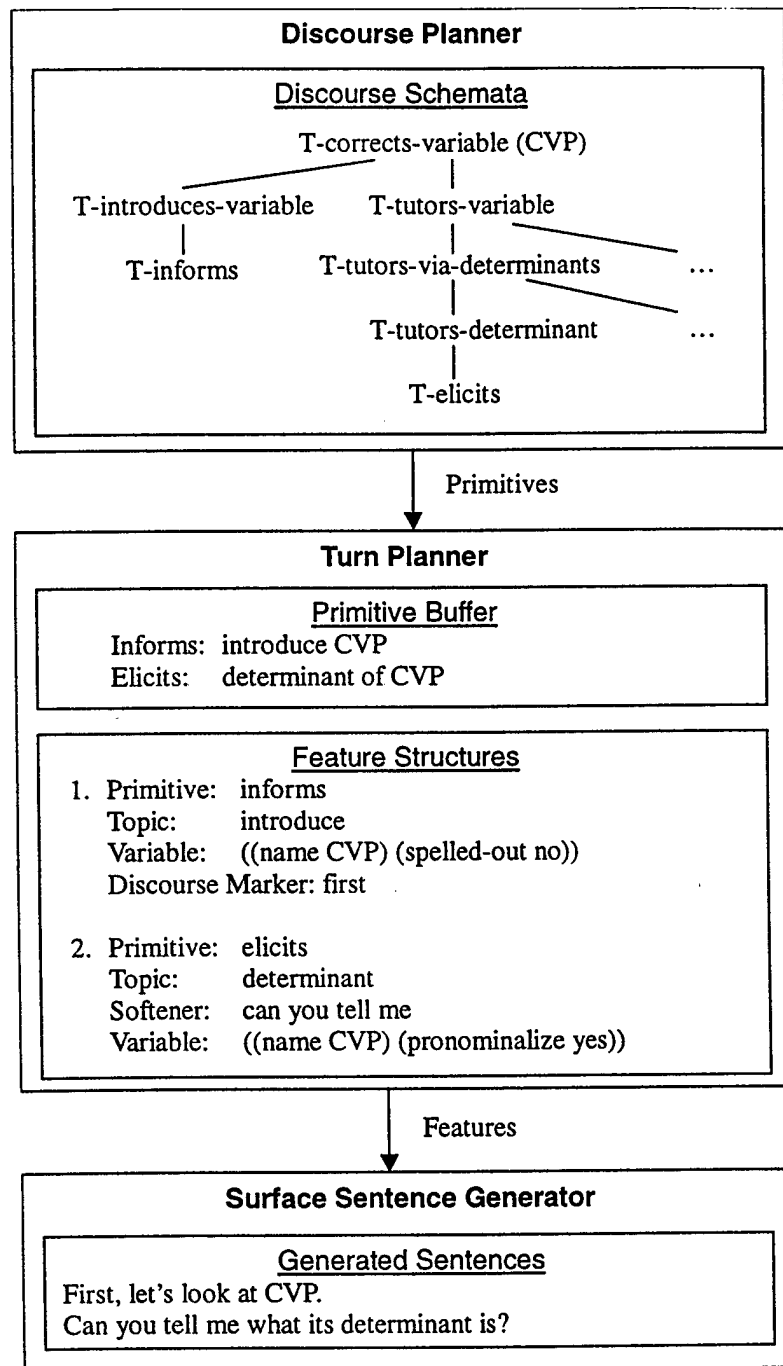 Discourse Planner
Discourse Schemata
T-corrects-variable (CVP)
T-introduces-variable T-tutors-variable
T-informs T-tutors-via-determinants ...
T-tutors-determinant ...
T-elicits
Primitives
Turn Planner
Primitive Buffer
Informs: introduce CVP
Elicits: determinant of CVP
Feature Structures
1. Primitive: informs
Topic: introduce
Variable: ((name CVP) (spelled-out no))
Discourse Marker: first
2. Primitive: elicits
Topic: determinant
Softener: can you tell me
Variable: ((name CVP) (pronominalize yes))
Features
Surface Sentence Generator
Generated Sentences
First, let's look at CVP.
Can you tell me what its determinant is?